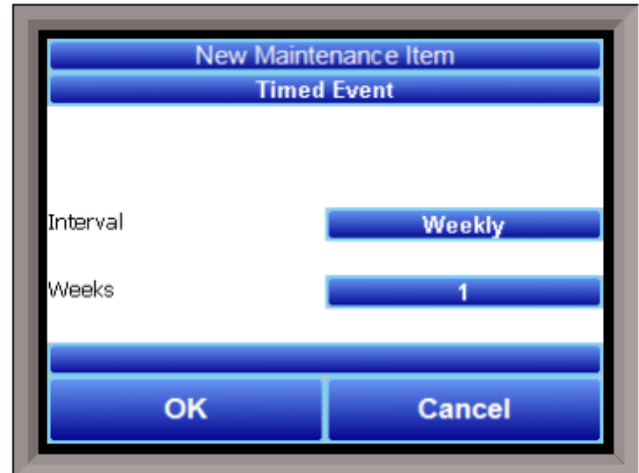 New Maintenance Item
Timed Event
Interval Weekly
Weeks 1
OK Cancel